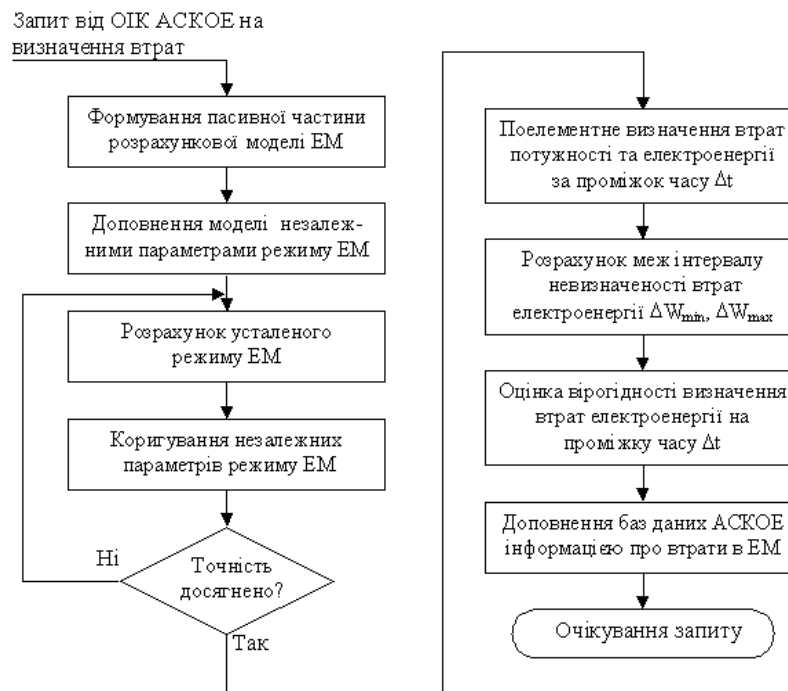 Запит від ОІК АСКОЕ на
визначення втрат
Формування пасивної частини
розрахункової моделі ЕМ
Доповнення моделі незалеж-
ними параметрами режиму ЕМ
Розрахунок усталеного
режиму ЕМ
Коригування незалежних
параметрів режиму ЕМ
Ні
Точність
досягнено?
Так
Поелементне визначення втрат
потужності та електроенергії
за проміжок часу Δt
Розрахунок меж інтервалу
невизначеності втрат
електроенергії ΔWmin, ΔWmax
Оцінка вірогідності визначення
втрат електроенергії на
проміжку часу Δt
Доповнення баз даних АСКОЕ
інформацією про втрати в ЕМ
Очікування запиту